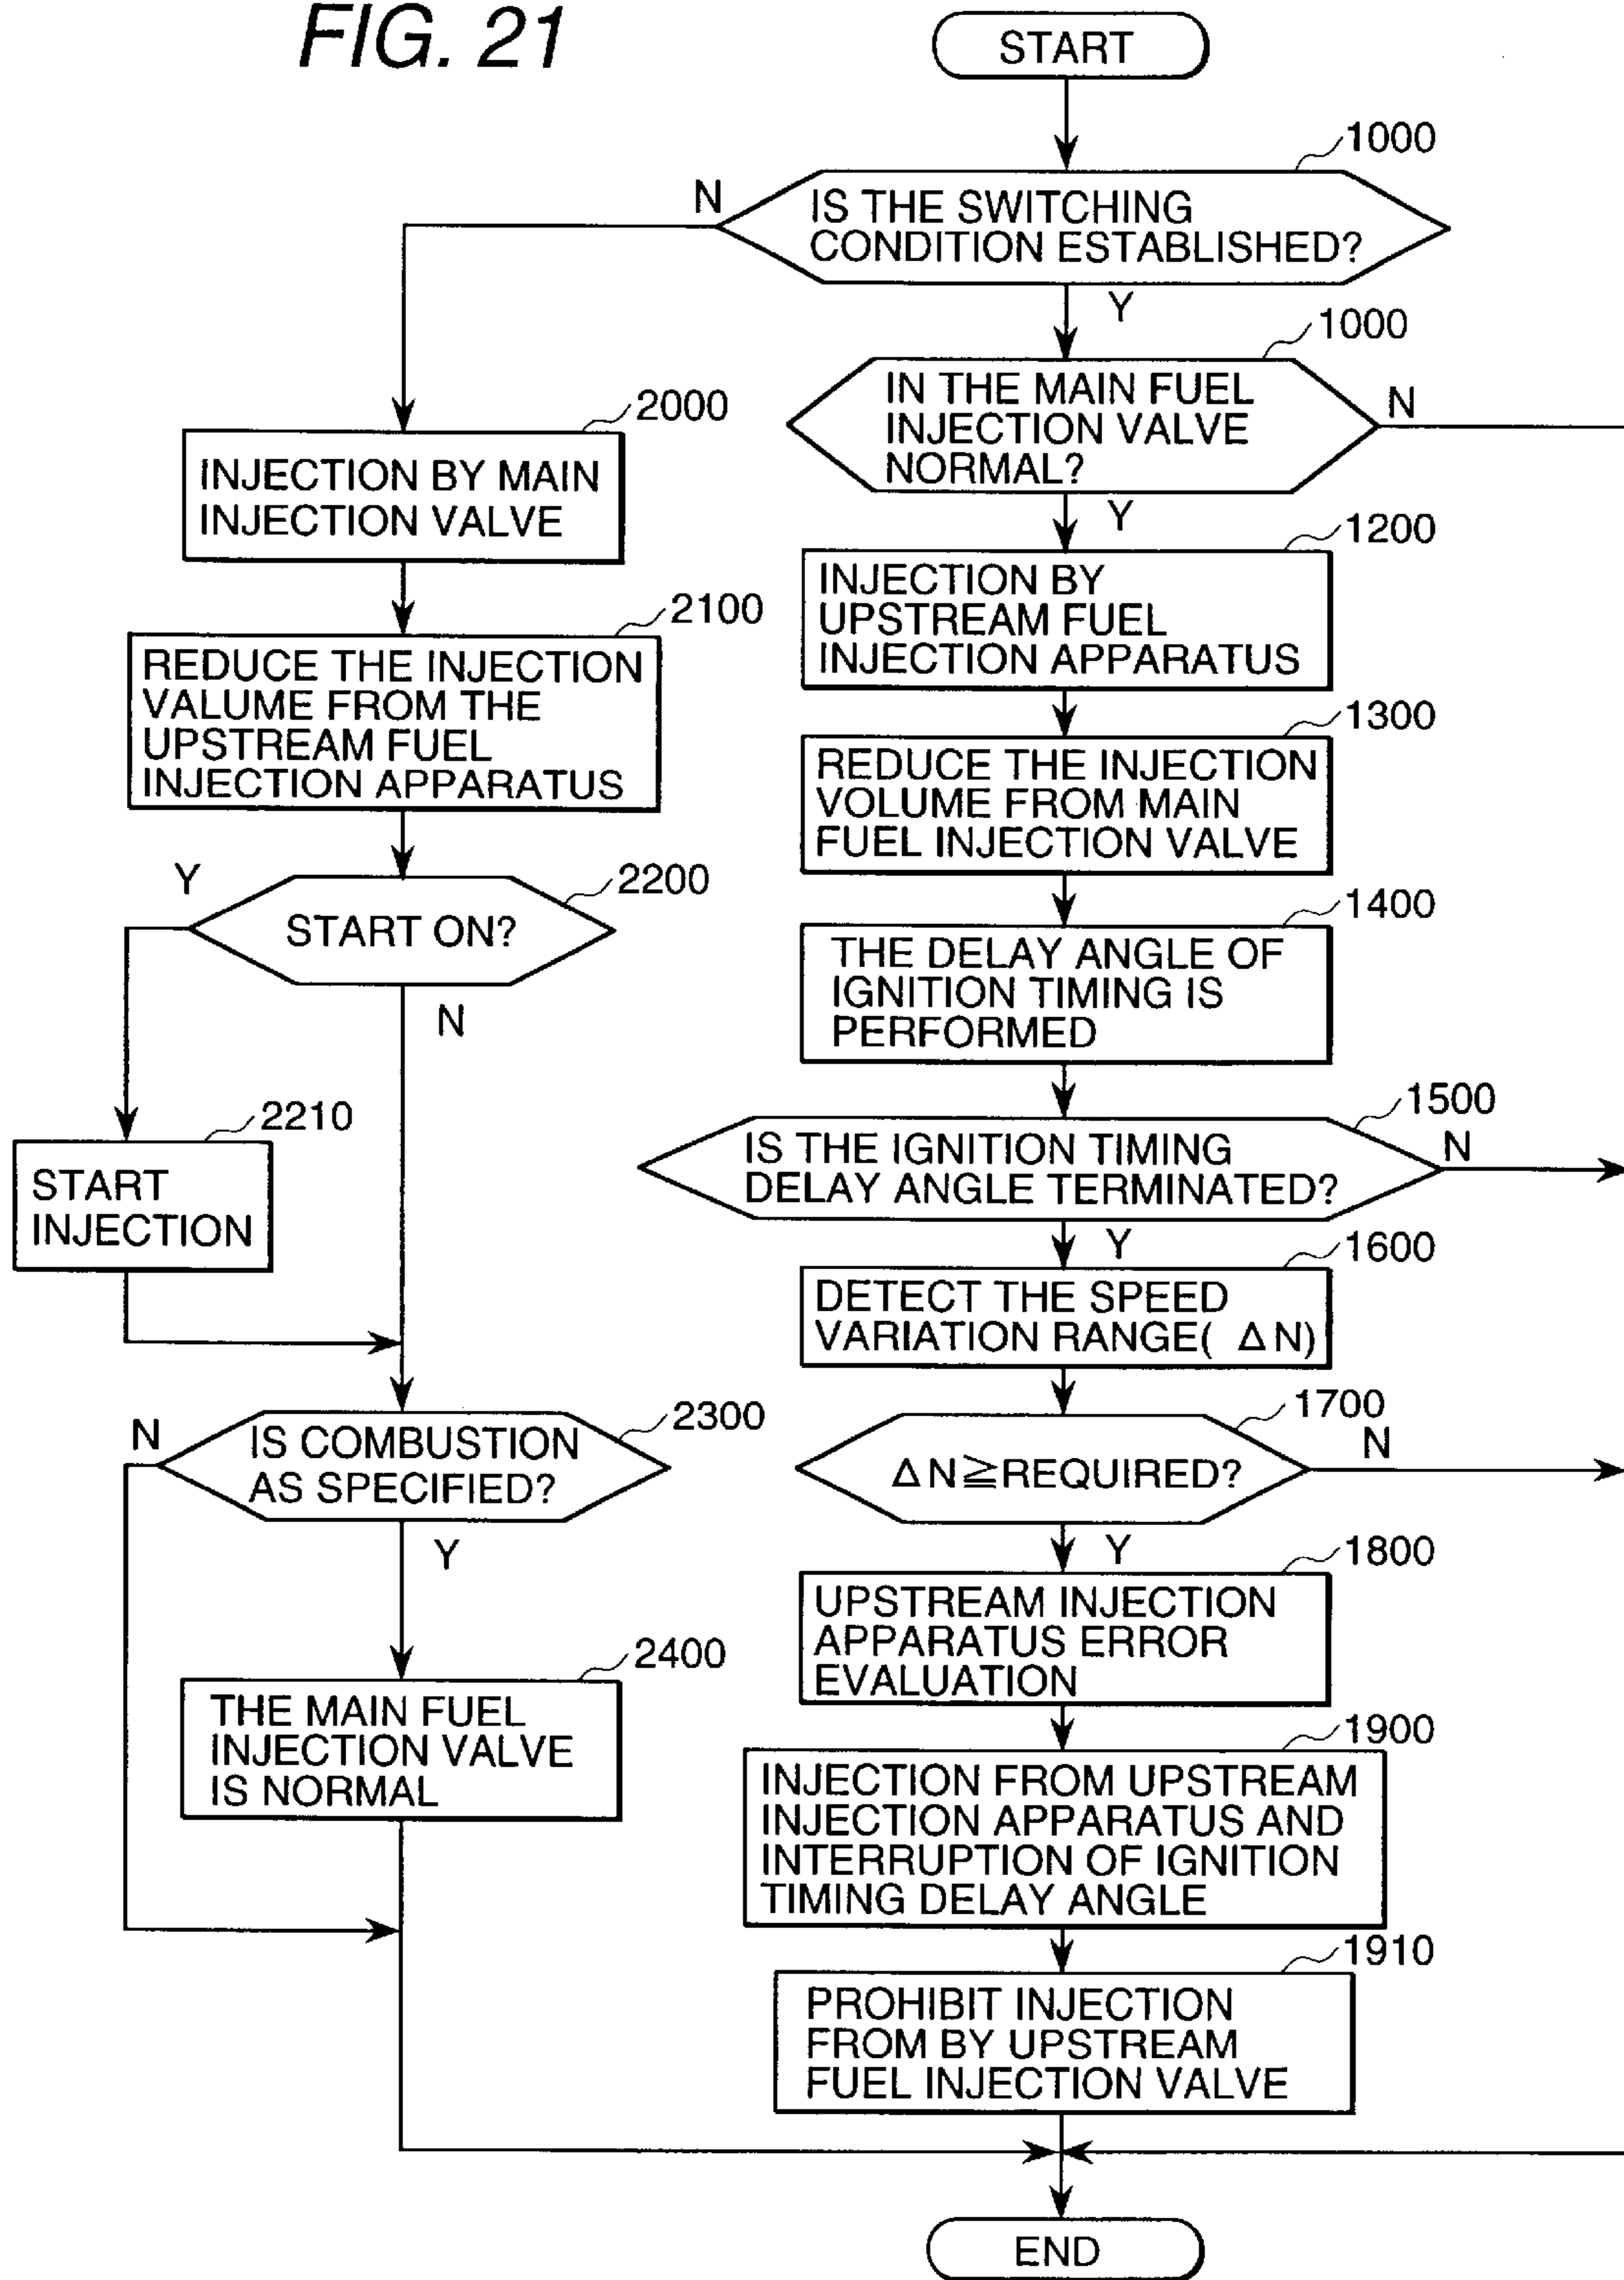 FIG. 21
START
1000
IS THE SWITCHING
CONDITION ESTABLISHED?
N
Y
1000
IN THE MAIN FUEL
INJECTION VALVE
NORMAL?
N
Y
1200
INJECTION BY
UPSTREAM FUEL
INJECTION APPARATUS
1300
REDUCE THE INJECTION
VOLUME FROM MAIN
FUEL INJECTION VALVE
1400
THE DELAY ANGLE OF
IGNITION TIMING IS
PERFORMED
1500
IS THE IGNITION TIMING
DELAY ANGLE TERMINATED?
N
Y
1600
DETECT THE SPEED
VARIATION RANGE( ΔN)
1700
ΔN≧REQUIRED?
N
Y
1800
UPSTREAM INJECTION
APPARATUS ERROR
EVALUATION
1900
INJECTION FROM UPSTREAM
INJECTION APPARATUS AND
INTERRUPTION OF IGNITION
TIMING DELAY ANGLE
1910
PROHIBIT INJECTION
FROM BY UPSTREAM
FUEL INJECTION VALVE
2000
INJECTION BY MAIN
INJECTION VALVE
2100
REDUCE THE INJECTION
VALUME FROM THE
UPSTREAM FUEL
INJECTION APPARATUS
2200
START ON?
Y
N
2210
START
INJECTION
2300
IS COMBUSTION
AS SPECIFIED?
N
Y
2400
THE MAIN FUEL
INJECTION VALVE
IS NORMAL
END